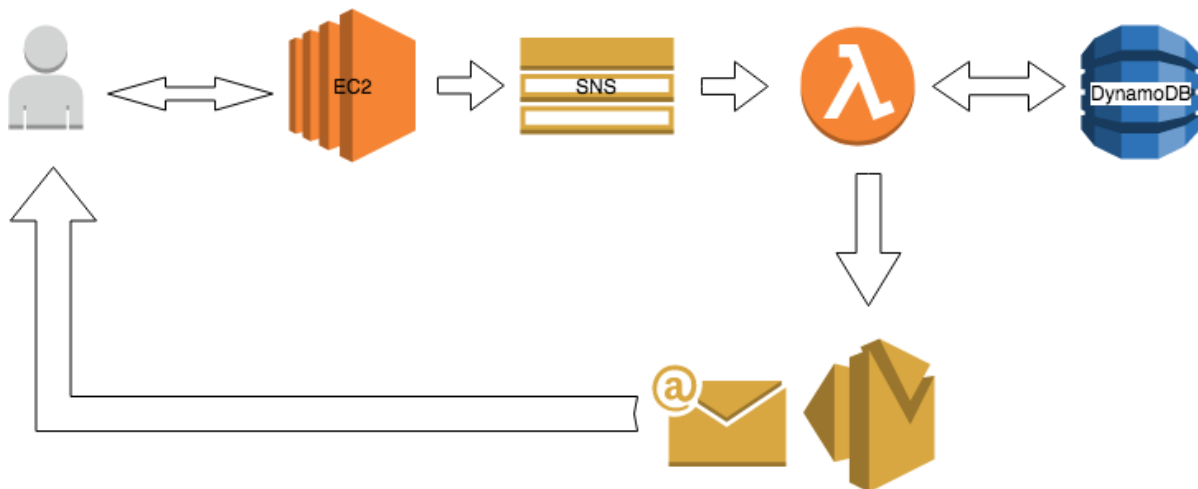 EC2
SNS
λ
DynamoDB
@